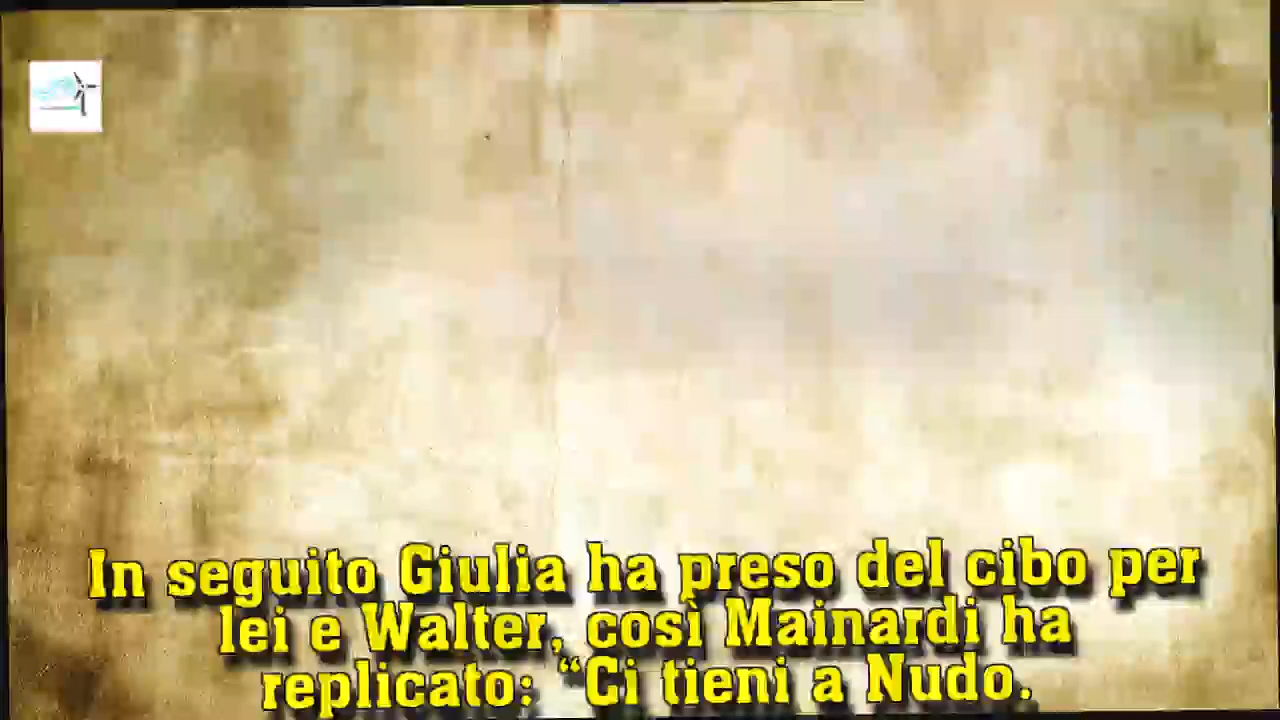 In seguito Giulia ha preso del cibo per
lei e Walter, così Mainardi ha
replicato: “Ci tieni a Nudo.